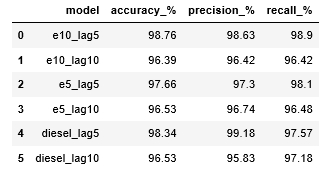 model accuracy_% precision_% recall_%
0 e10_lag5 98.76 98.63 98.9
1 e10_lag10 96.39 96.42 96.42
2 e5_lag5 97.66 97.3 98.1
3 e5_lag10 96.53 96.74 96.48
4 diesel_lag5 98.34 99.18 97.57
5 diesel_lag10 96.53 95.83 97.18